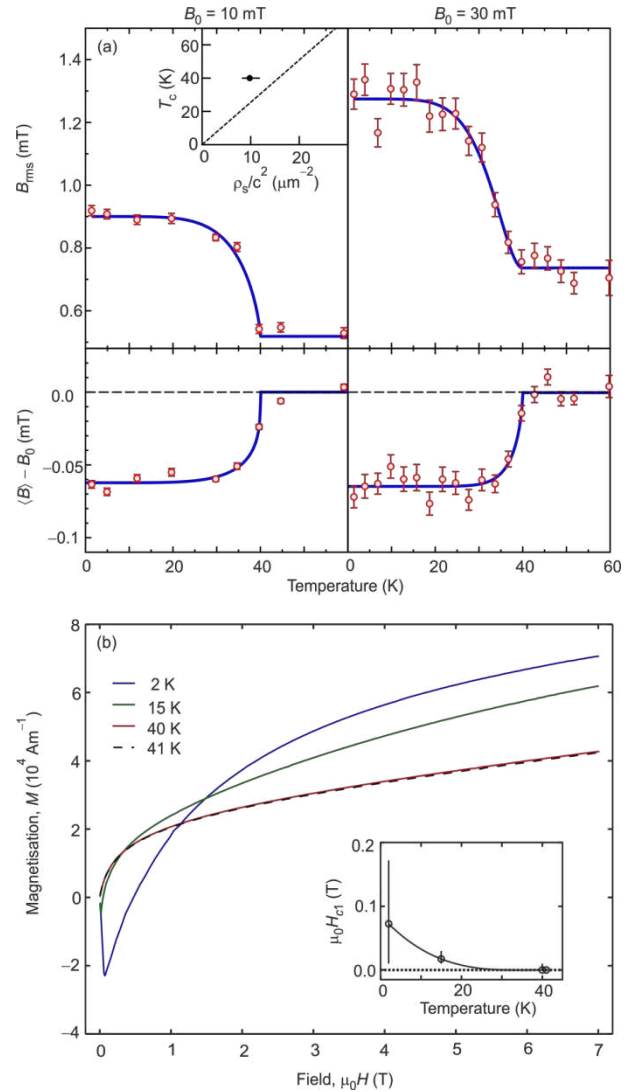 B₀ = 10 mT
B₀ = 30 mT
(a)
60
40
20
0
T_c (K)
0 10 20
ρ_s/c² (μm⁻²)
1.4
1.2
1.0
0.8
0.6
B_rms (mT)
0.0
−0.05
−0.1
⟨B⟩ − B₀ (mT)
0 20 40 0 20 40 60
Temperature (K)
(b)
8
6
4
2
0
−2
−4
Magnetisation, M (10⁴ Am⁻¹)
2 K
15 K
40 K
41 K
0.2
0.1
0.0
μ₀H_c1 (T)
0 20 40
Temperature (K)
0 1 2 3 4 5 6 7
Field, μ₀H (T)